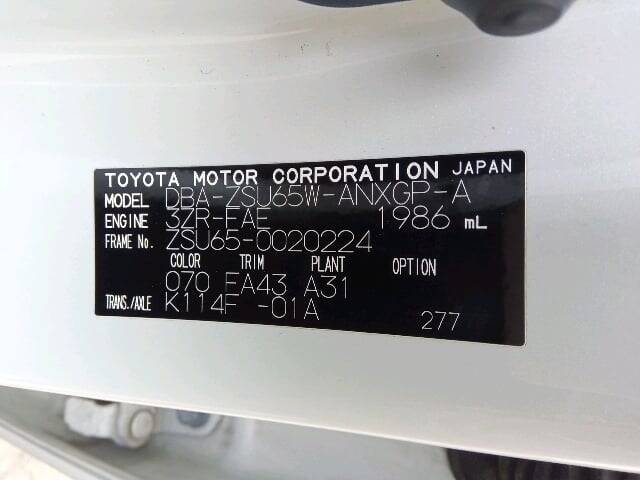 TOYOTA MOTOR CORPORATION JAPAN
MODEL DBA-ZSU65W-ANXGP-A
ENGINE 3ZR-FAE 1986 mL
FRAME No. ZSU65-0020224
COLOR TRIM PLANT OPTION
070 FA43 A31
TRANS./AXLE K114F -01A
277